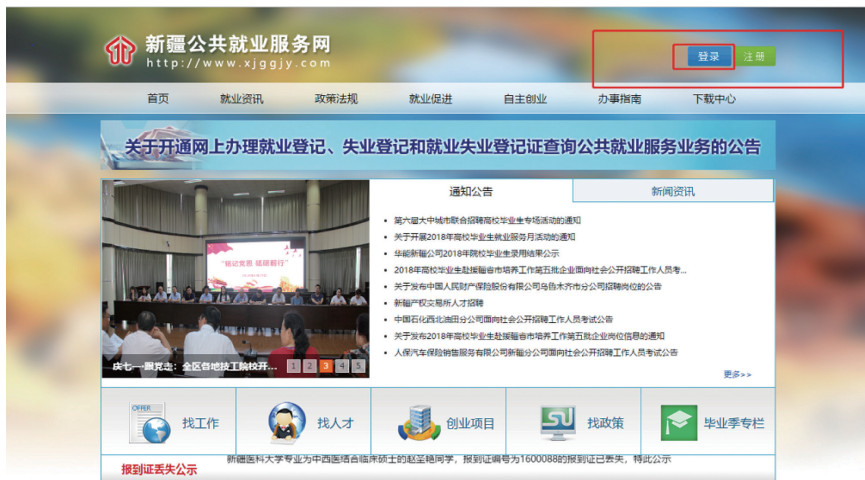 新疆公共就业服务网
http://www.xjggjy.com
登录
注册
首页
就业资讯
政策法规
就业促进
自主创业
办事指南
下载中心
关于开通网上办理就业登记、失业登记和就业失业登记证查询公共就业服务业务的公告
通知公告
新闻资讯
第六届大中城市联合招聘高校毕业生专场活动的通知
关于开展2018年高校毕业生就业服务月活动的通知
华能新疆公司2018年院校毕业生录用结果公示
2018年高校毕业生赴援疆省市培养工作第五批企业面向社会公开招聘工作人员考...
关于发布中国人民财产保险股份有限公司乌鲁木齐市分公司招聘岗位的公告
新疆产权交易所人才招聘
中国石化西北油田分公司面向社会公开招聘工作人员考试公告
关于发布2018年高校毕业生赴援疆省市培养工作第五批企业岗位信息的通知
人保汽车保险销售服务有限公司新疆分公司面向社会公开招聘工作人员考试公告
更多>>
"铭记党恩 砥砺前行"
庆七一·跟党走：全区各地技工院校开...
1 2 3 4 5
OFFER
找工作
找人才
创业项目
找政策
毕业季专栏
报到证丢失公示
新疆医科大学专业为中西医结合临床硕士的赵圣艳同学，报到证编号为1600088的报到证已丢失，特此公示